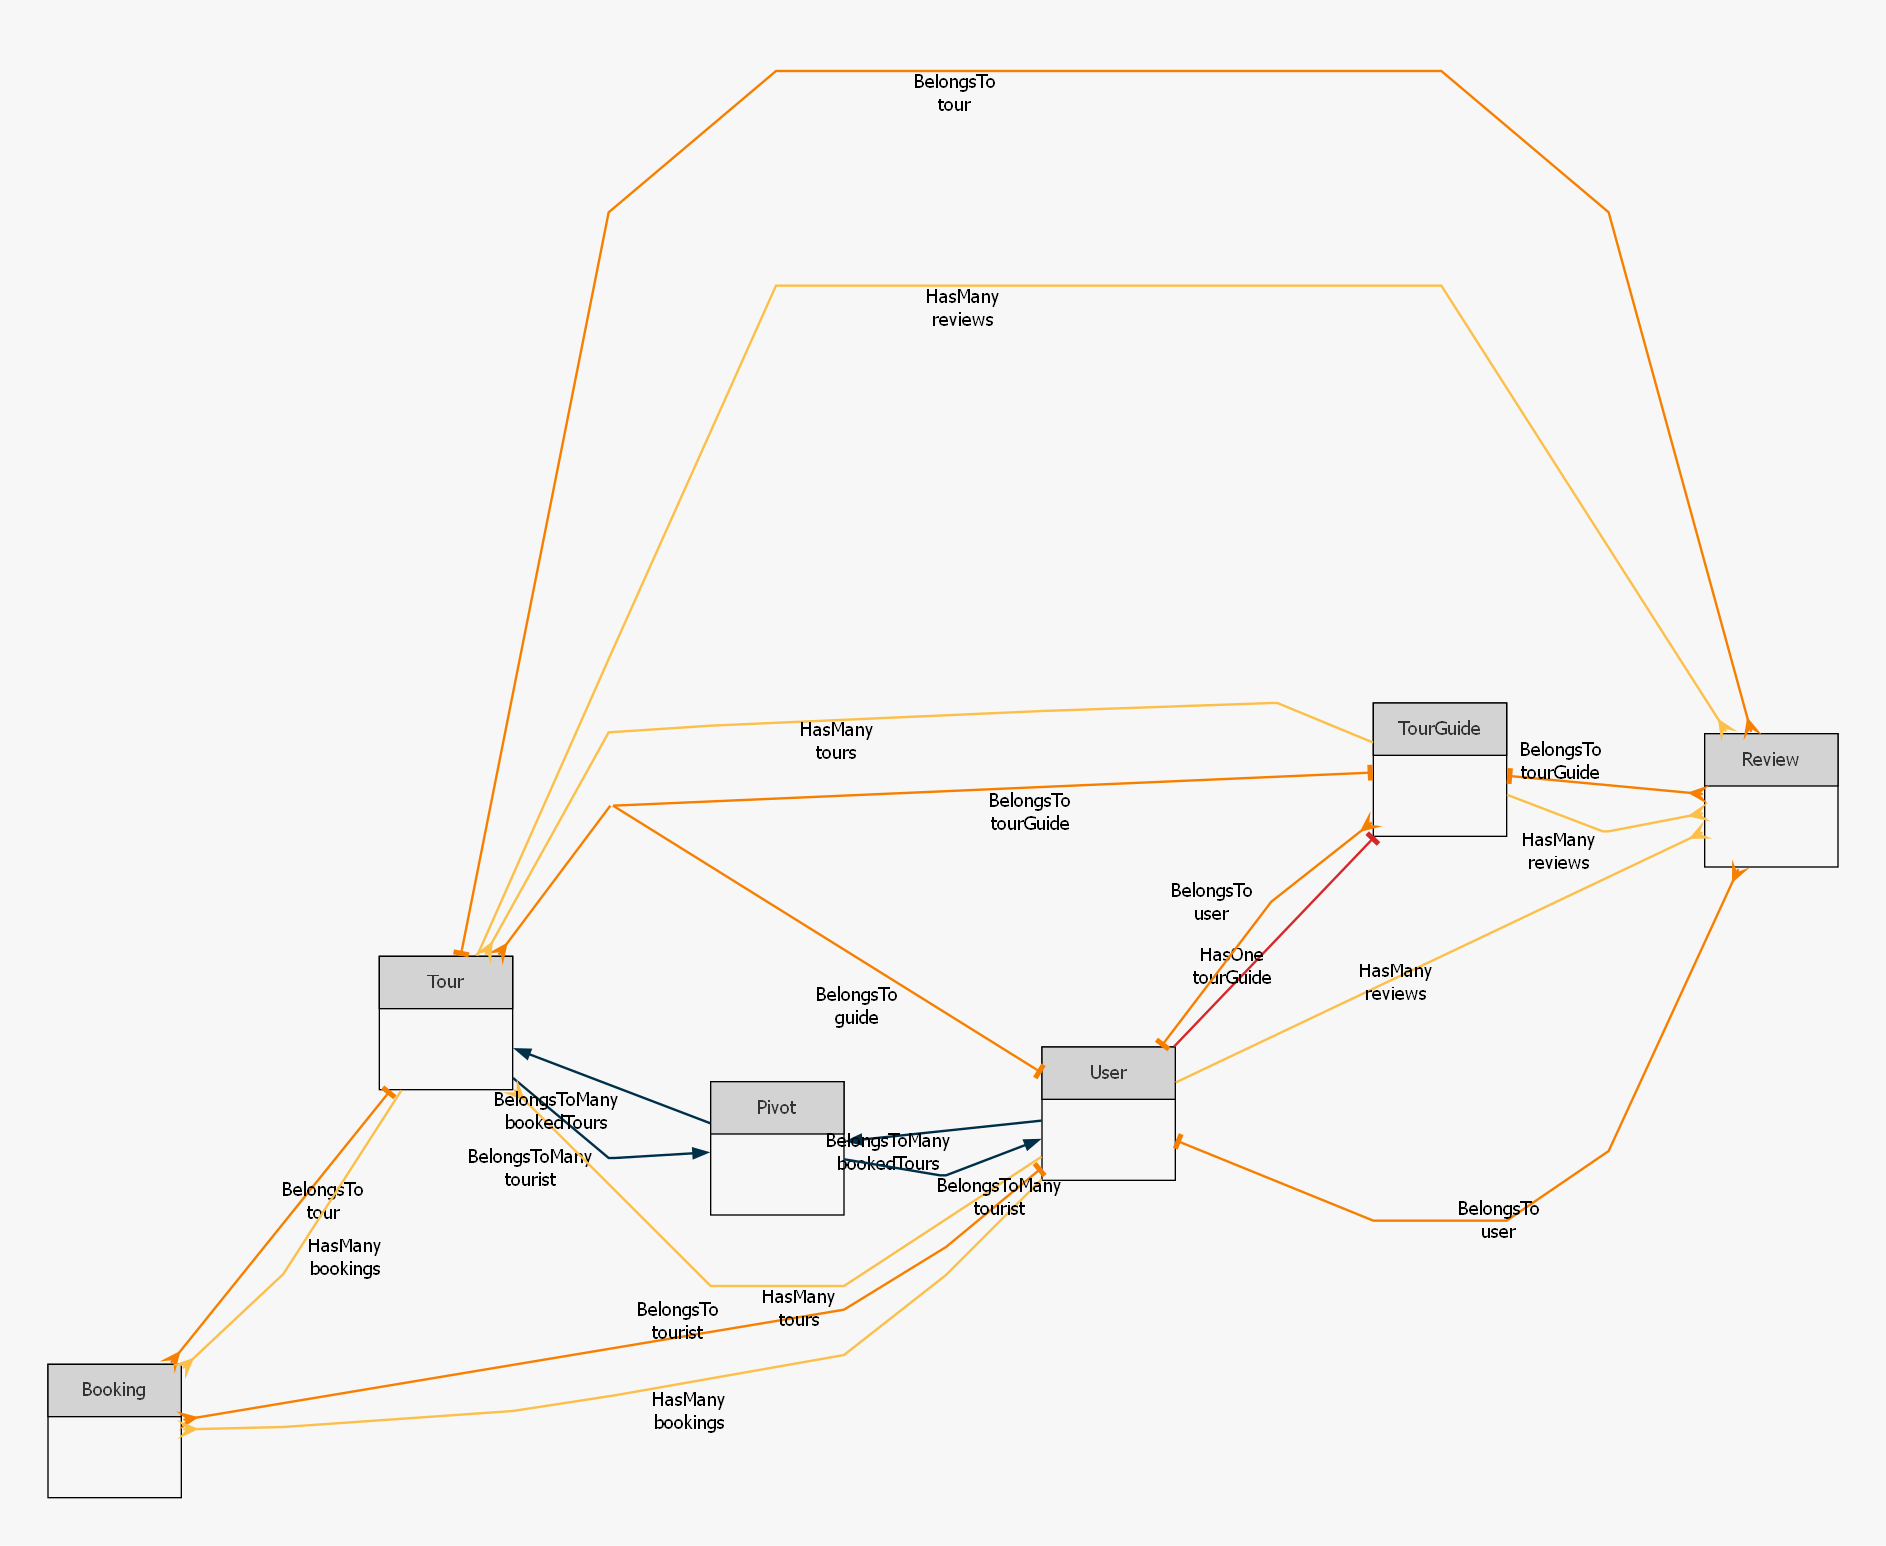 BelongsTo
tour
HasMany
reviews
HasMany
tours
TourGuide
BelongsTo
tourGuide
Review
BelongsTo
tourGuide
HasMany
reviews
BelongsTo
user
HasOne
tourGuide
HasMany
reviews
Tour
BelongsTo
guide
User
BelongsToMany
bookedTours
Pivot
BelongsToMany
bookedTours
BelongsToMany
tourist
BelongsToMany
tourist
BelongsTo
tour
BelongsTo
user
HasMany
bookings
HasMany
tours
BelongsTo
tourist
Booking
HasMany
bookings